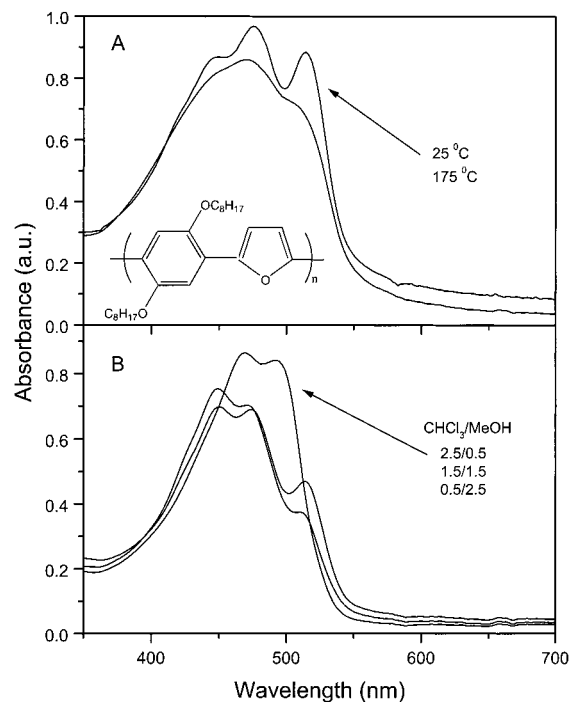 A
1.0
0.8
0.6
0.4
0.2
0.0
25 °C
175 °C
OC₈H₁₇
O
n
C₈H₁₇O
Absorbance (a.u.)
B
0.8
0.6
0.4
0.2
0.0
CHCl₃/MeOH
2.5/0.5
1.5/1.5
0.5/2.5
400
500
600
700
Wavelength (nm)